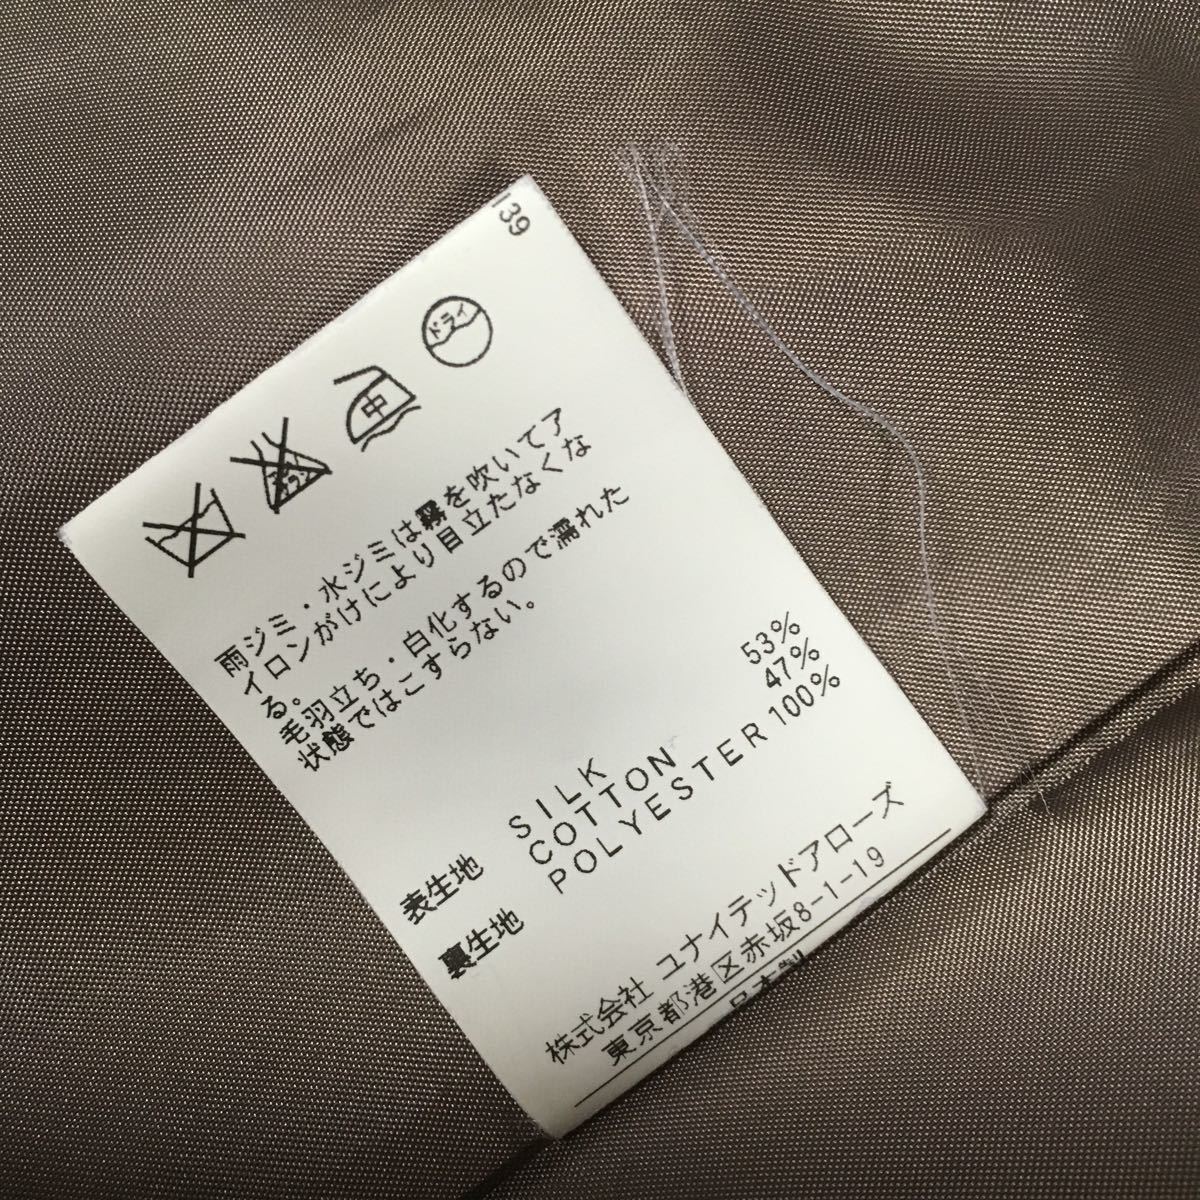 139
ドライ
中
雨ジミ・水ジミは霧を吹いてア
イロンがけにより目立たなくな
る。
毛羽立ち・白化するので濡れた
状態ではこすらない。
表生地 SILK 53%
COTTON 47%
裏生地 POLYESTER 100%
株式会社 ユナイテッドアローズ
東京都港区赤坂8-1-19
日本製